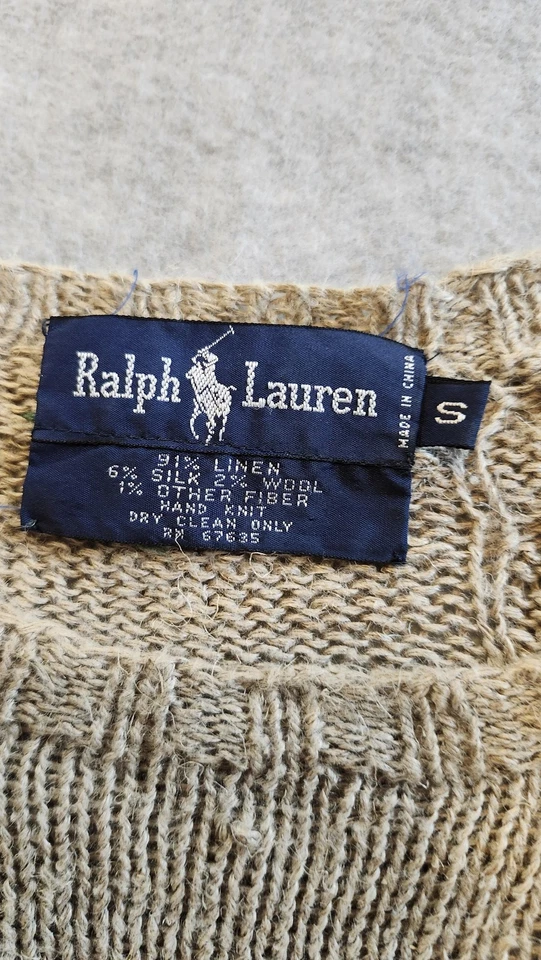 Ralph Lauren
MADE IN CHINA
S
91% LINEN
6% SILK 2% WOOL
1% OTHER FIBER
HAND KNIT
DRY CLEAN ONLY
RN 67635